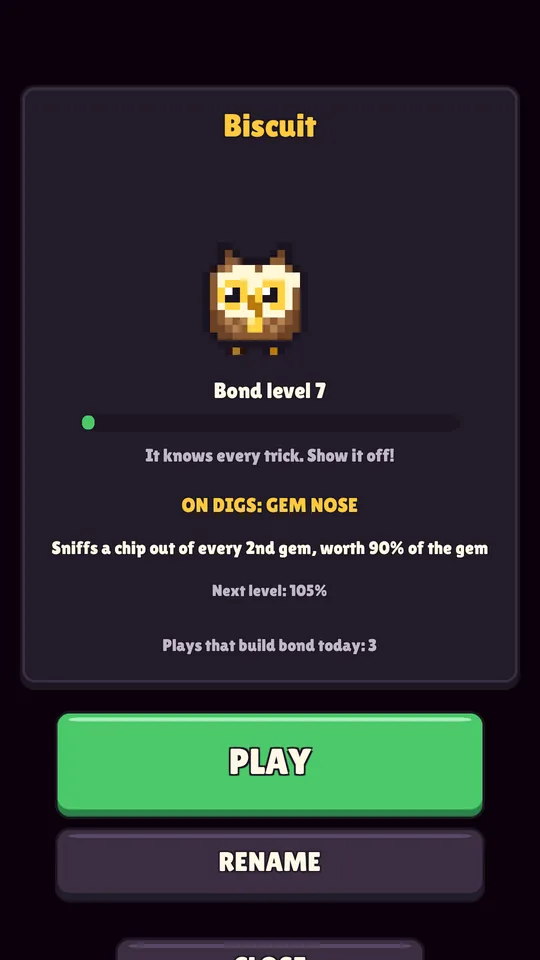 Biscuit
Bond level 7
It knows every trick. Show it off!
ON DIGS: GEM NOSE
Sniffs a chip out of every 2nd gem, worth 90% of the gem
Next level: 105%
Plays that build bond today: 3
PLAY
RENAME
CLOSE